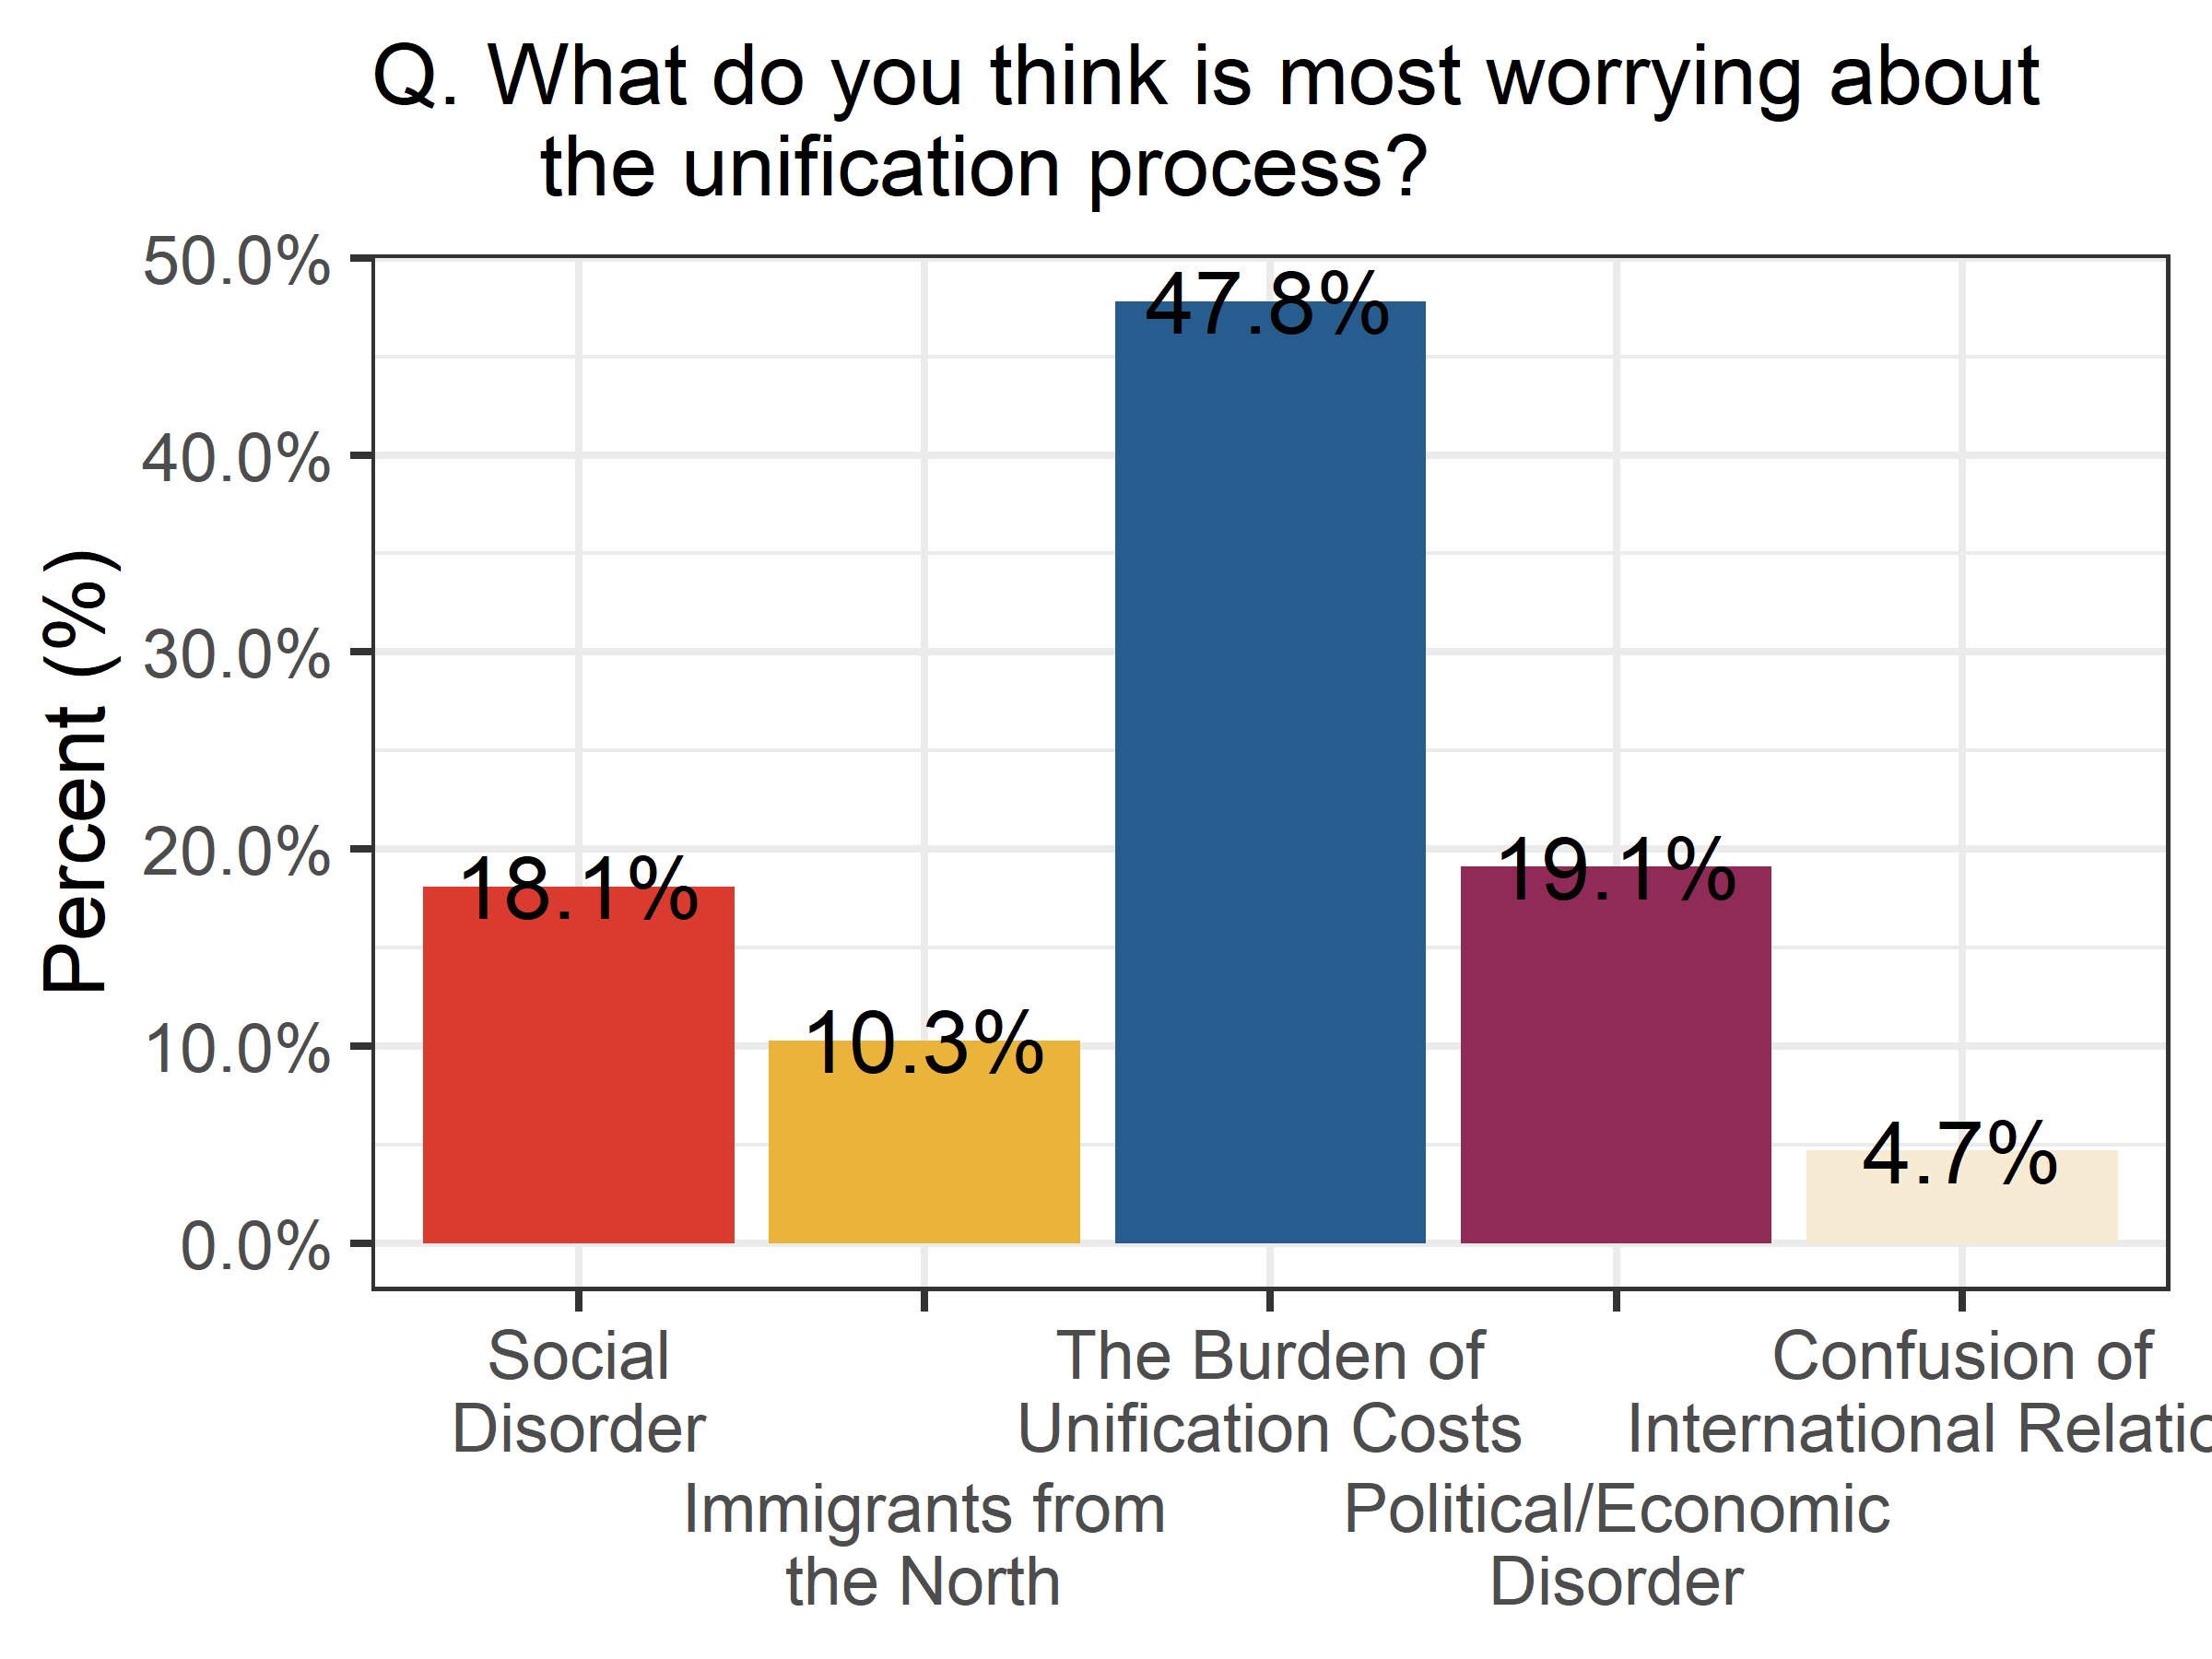 Q. What do you think is most worrying about
the unification process?
Percent (%)
50.0%
40.0%
30.0%
20.0%
10.0%
0.0%
18.1%
10.3%
47.8%
19.1%
4.7%
Social
Disorder
Immigrants from
the North
The Burden of
Unification Costs
Political/Economic
Disorder
Confusion of
International